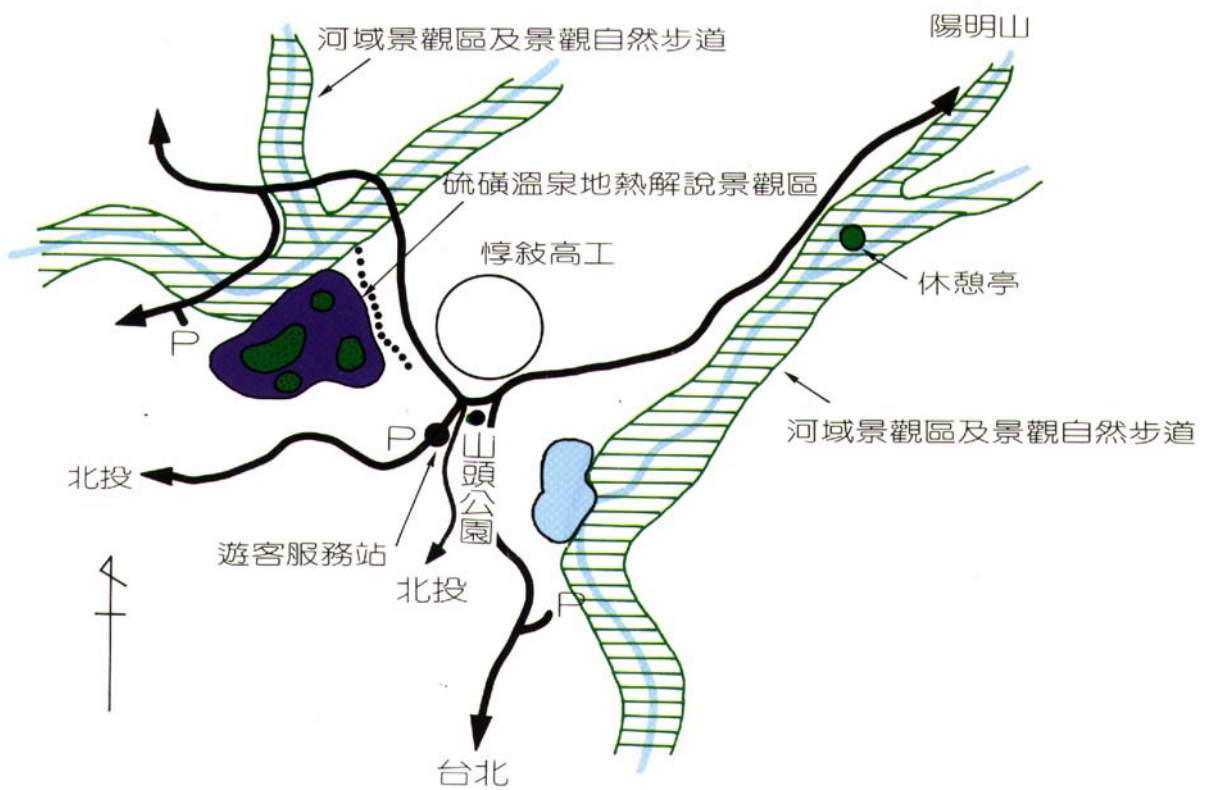 陽明山
河域景觀區及景觀自然步道
硫磺溫泉地熱解說景觀區
惇敍高工
休憩亭
P
河域景觀區及景觀自然步道
P
山頭公園
北投
遊客服務站
北投
P
台北